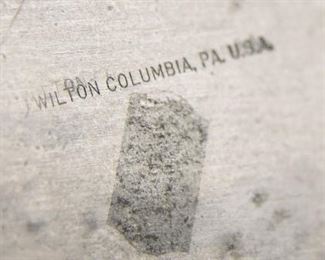 WILTON COLUMBIA, PA. U.S.A.